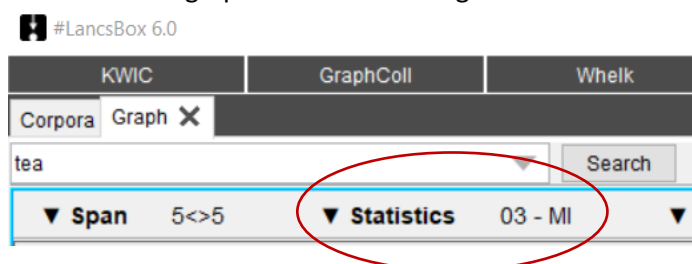 #LancsBox 6.0
KWIC GraphColl Whelk
Corpora Graph
tea Search
▼ Span 5<>5 ▼ Statistics 03 - MI ▼